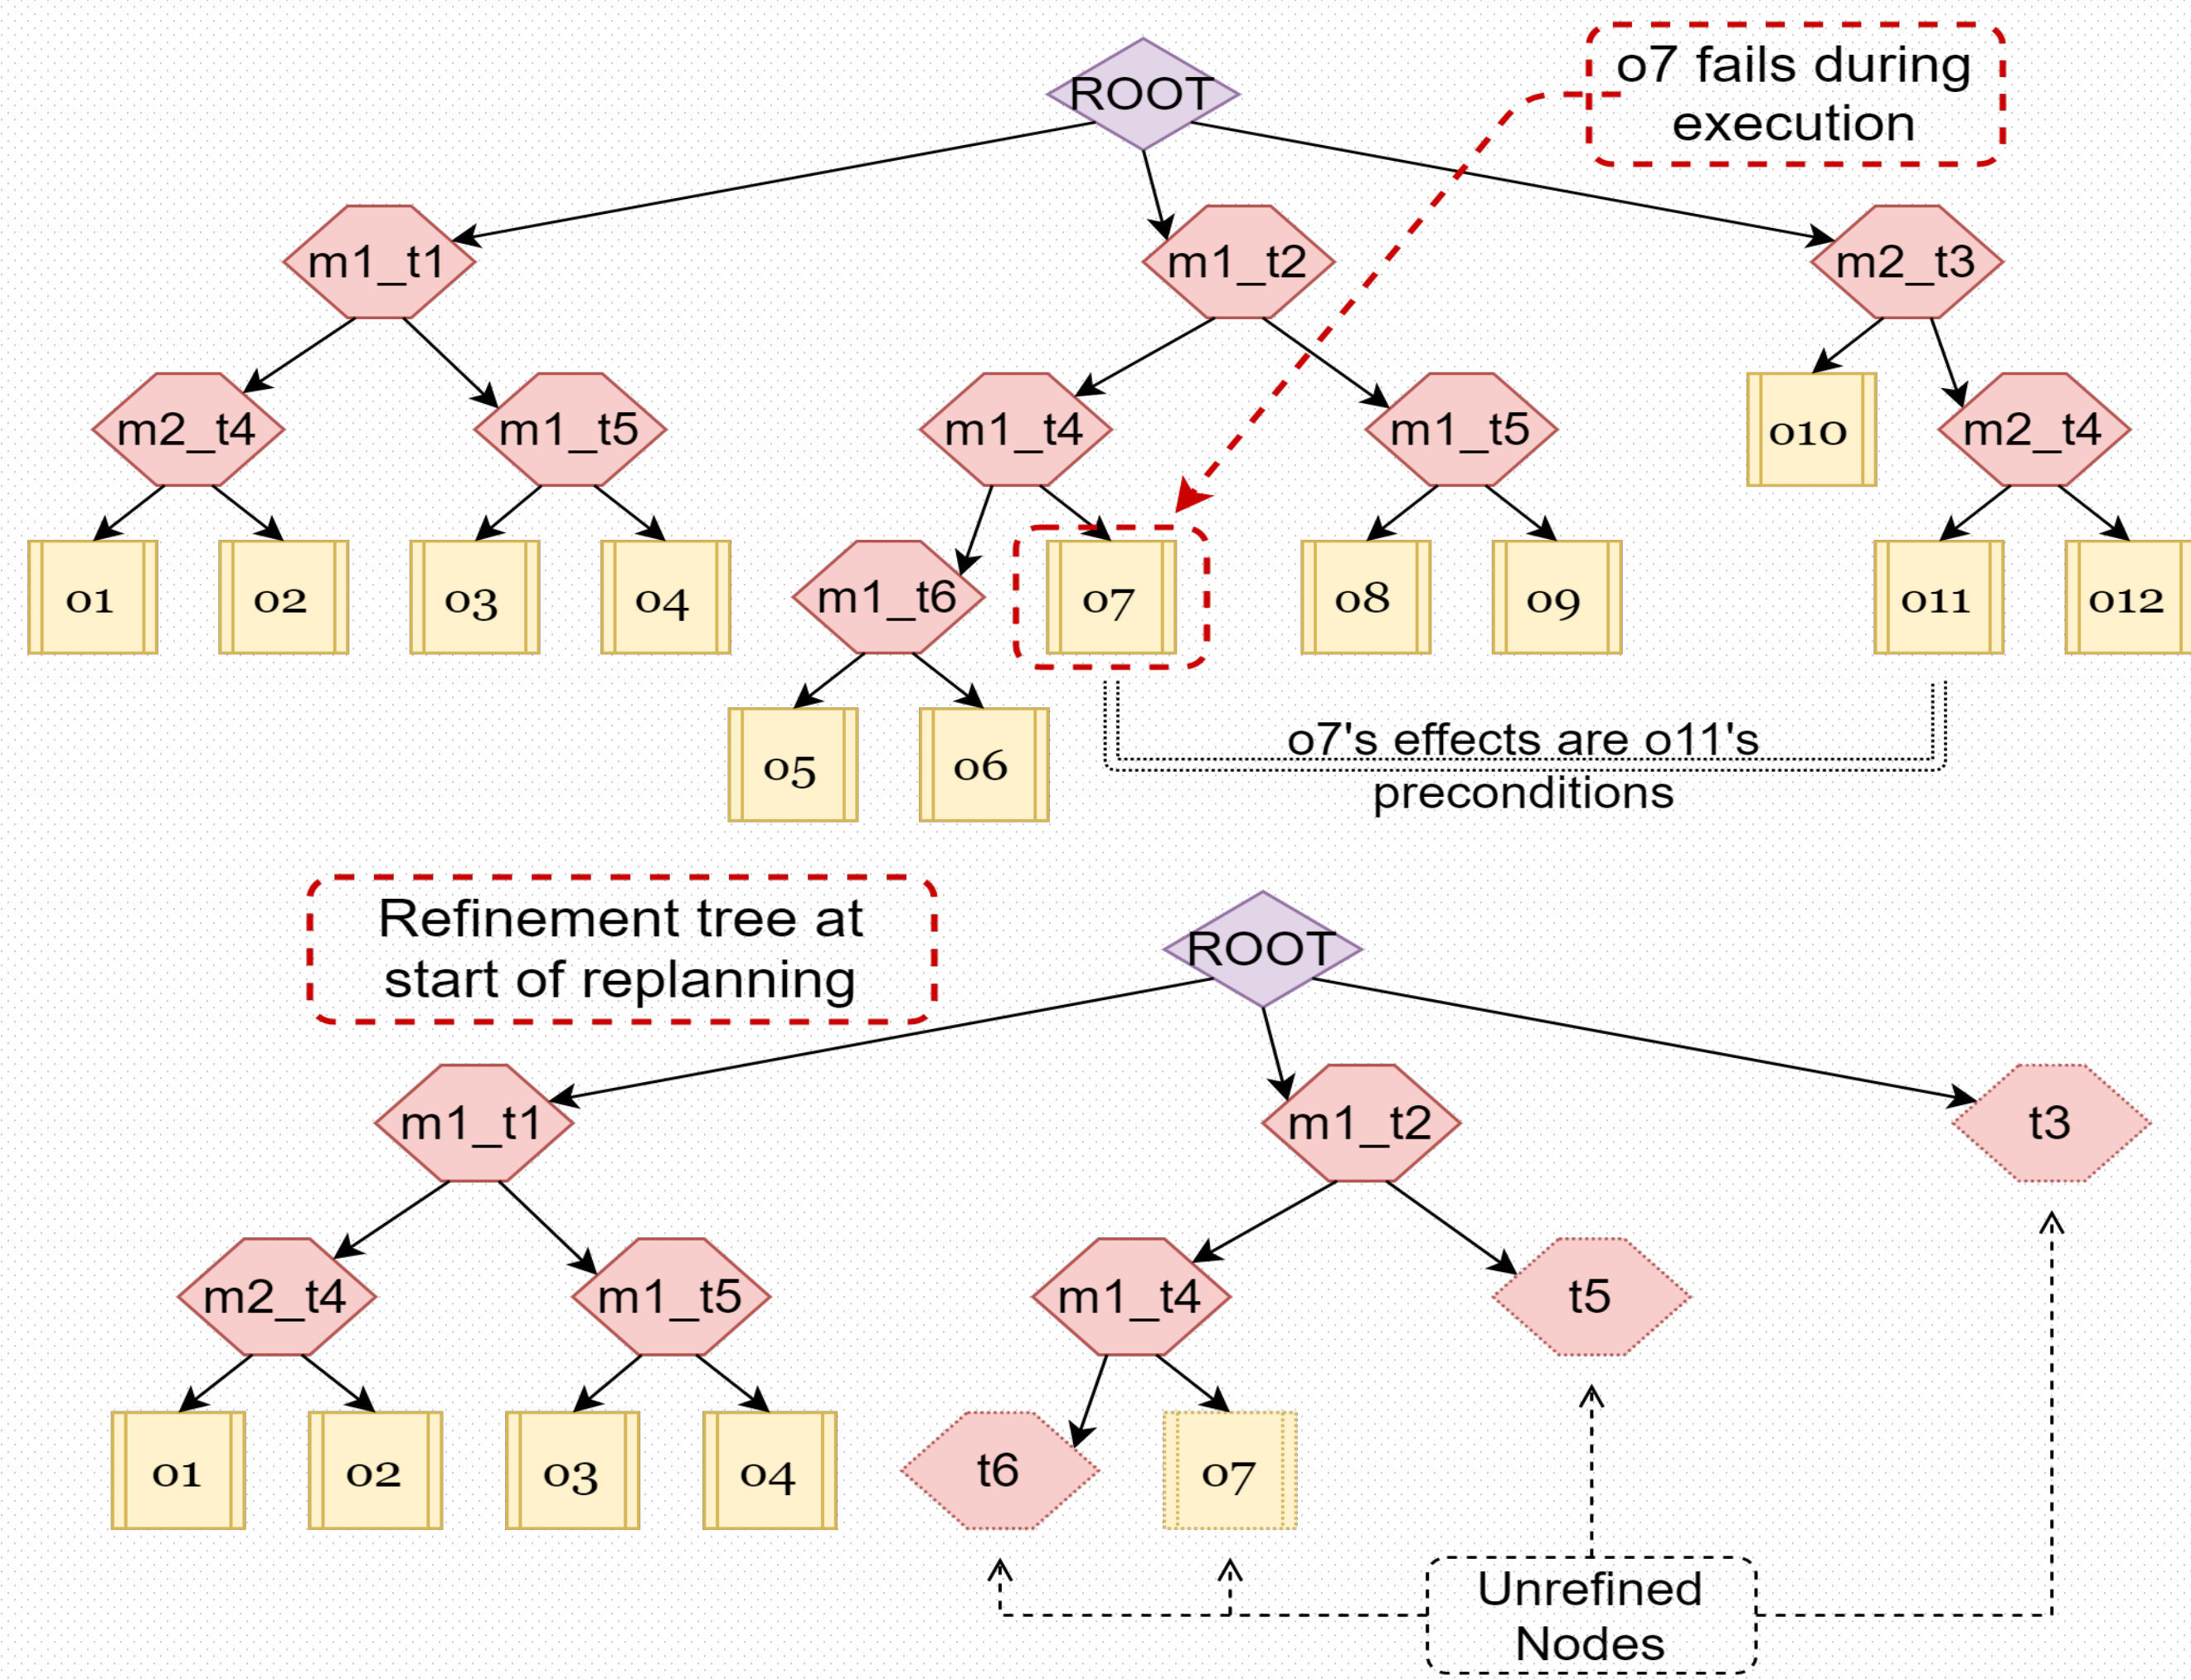 ROOT
o7 fails during
execution
m1_t1
m1_t2
m2_t3
m2_t4
m1_t5
m1_t4
m1_t5
o10
m2_t4
o1
o2
o3
o4
m1_t6
o7
o8
o9
o11
o12
o5
o6
o7's effects are o11's
preconditions
Refinement tree at
start of replanning
ROOT
m1_t1
m1_t2
t3
m2_t4
m1_t5
m1_t4
t5
o1
o2
o3
o4
t6
o7
Unrefined
Nodes